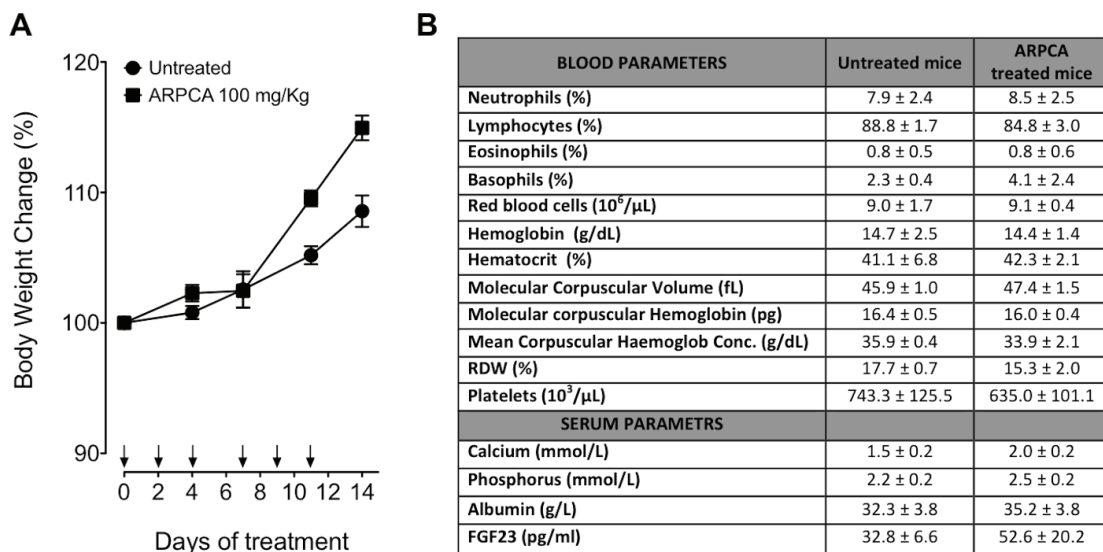 A
120
110
100
90
Body Weight Change (%)
Untreated
ARPCA 100 mg/Kg
0 2 4 6 8 10 12 14
Days of treatment
B
BLOOD PARAMETERS Untreated mice ARPCA treated mice
Neutrophils (%) 7.9 ± 2.4 8.5 ± 2.5
Lymphocytes (%) 88.8 ± 1.7 84.8 ± 3.0
Eosinophils (%) 0.8 ± 0.5 0.8 ± 0.6
Basophils (%) 2.3 ± 0.4 4.1 ± 2.4
Red blood cells (10⁶/µL) 9.0 ± 1.7 9.1 ± 0.4
Hemoglobin (g/dL) 14.7 ± 2.5 14.4 ± 1.4
Hematocrit (%) 41.1 ± 6.8 42.3 ± 2.1
Molecular Corpuscular Volume (fL) 45.9 ± 1.0 47.4 ± 1.5
Molecular corpuscular Hemoglobin (pg) 16.4 ± 0.5 16.0 ± 0.4
Mean Corpuscular Haemoglob Conc. (g/dL) 35.9 ± 0.4 33.9 ± 2.1
RDW (%) 17.7 ± 0.7 15.3 ± 2.0
Platelets (10³/µL) 743.3 ± 125.5 635.0 ± 101.1
SERUM PARAMETRS
Calcium (mmol/L) 1.5 ± 0.2 2.0 ± 0.2
Phosphorus (mmol/L) 2.2 ± 0.2 2.5 ± 0.2
Albumin (g/L) 32.3 ± 3.8 35.2 ± 3.8
FGF23 (pg/ml) 32.8 ± 6.6 52.6 ± 20.2